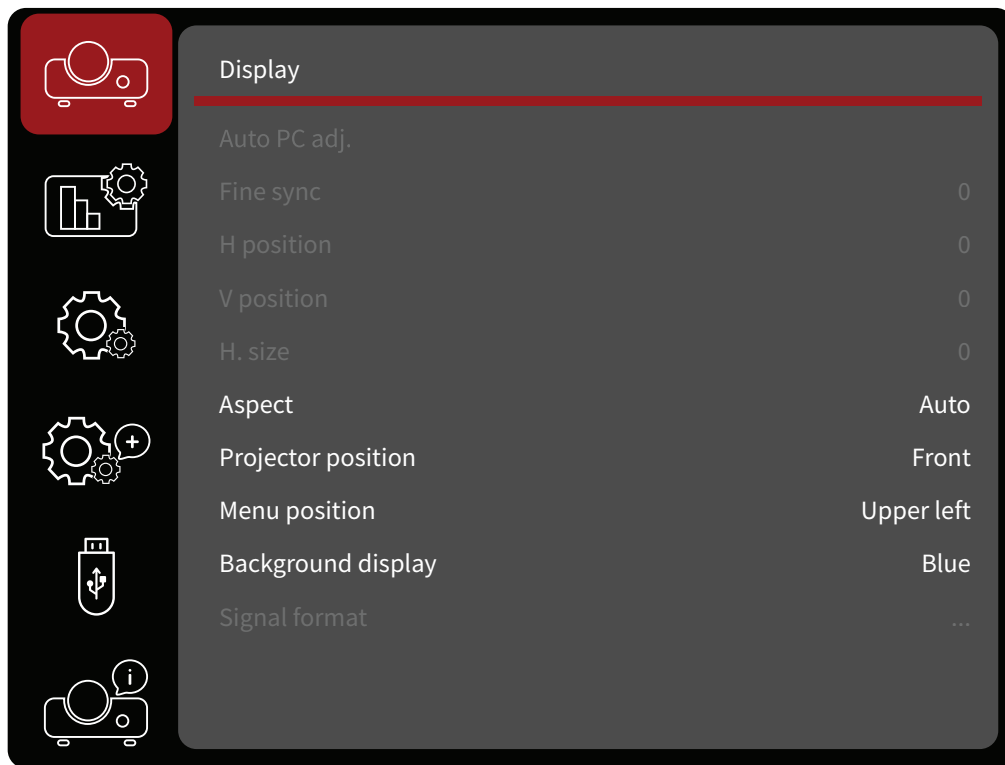 Display
Auto PC adj.
Fine sync 0
H position 0
V position 0
H. size 0
Aspect Auto
Projector position Front
Menu position Upper left
Background display Blue
Signal format ...